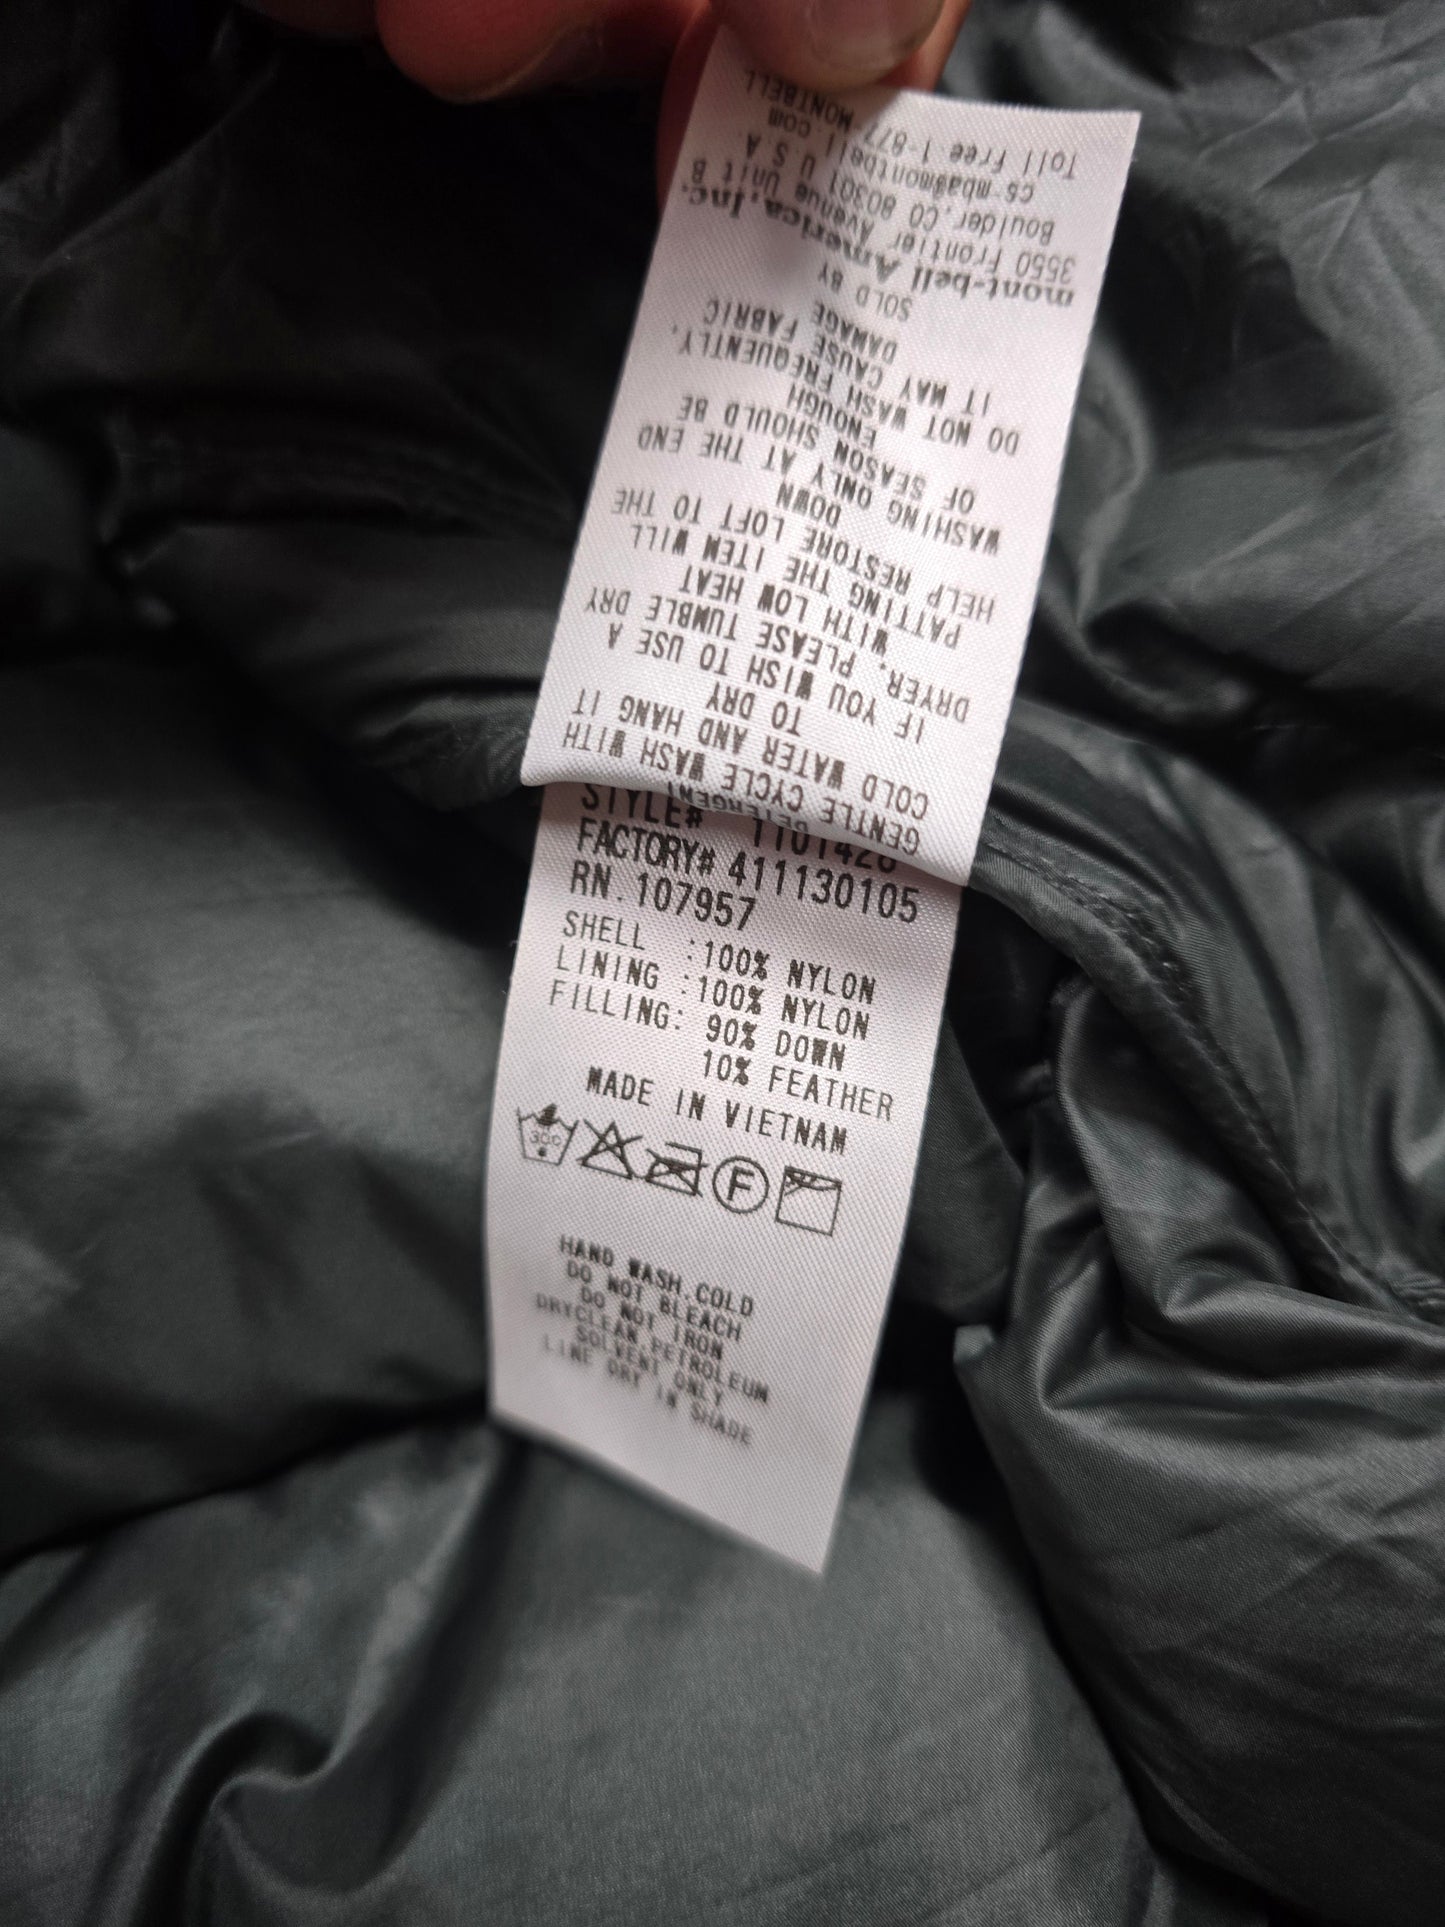 STYLE# 1101428
FACTORY# 411130105
RN. 107957
SHELL :100% NYLON
LINING :100% NYLON
FILLING: 90% DOWN
10% FEATHER
MADE IN VIETNAM
30C
F
HAND WASH.COLD
DO NOT BLEACH
DO NOT IRON
DRYCLEAN PETROLEUM
SOLVENT ONLY
LINE DRY IN SHADE
DETERGENT
GENTLE CYCLE WASH WITH
COLD WATER AND HANG IT
TO DRY
IF YOU WISH TO USE A
DRYER, PLEASE TUMBLE DRY
WITH LOW HEAT
PATTING THE ITEM WILL
HELP RESTORE LOFT TO THE
DOWN
WASHING ONLY AT THE END
OF SEASON SHOULD BE
ENOUGH
DO NOT WASH FREQUENTLY,
IT MAY CAUSE FABRIC
DAMAGE
SOLD BY
mont-bell America,Inc.
3550 Frontier Avenue Unit B
Boulder,CO 80301 U S A
cs-mba@montbell com
Toll Free 1-877 MONTBELL